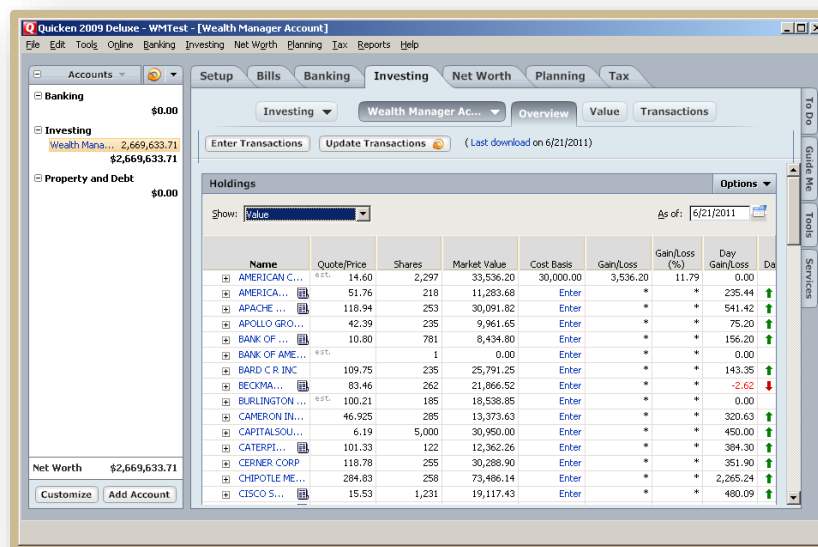 Quicken 2009 Deluxe - WMTest - [Wealth Manager Account]
File Edit Tools Online Banking Investing Net Worth Planning Tax Reports Help
Accounts
Banking
$0.00
Investing
Wealth Mana... 2,669,633.71
$2,669,633.71
Property and Debt
$0.00
Net Worth $2,669,633.71
Customize Add Account
Setup Bills Banking Investing Net Worth Planning Tax
Investing Wealth Manager Ac... Overview Value Transactions
Enter Transactions Update Transactions (Last download on 6/21/2011)
Holdings Options
Show: Value As of: 6/21/2011
Name Quote/Price Shares Market Value Cost Basis Gain/Loss Gain/Loss (%) Day Gain/Loss Da
AMERICAN C... est. 14.60 2,297 33,536.20 30,000.00 3,536.20 11.79 0.00
AMERICA... 51.76 218 11,283.68 Enter * * 235.44
APACHE ... 118.94 253 30,091.82 Enter * * 541.42
APOLLO GRO... 42.39 235 9,961.65 Enter * * 75.20
BANK OF ... 10.80 781 8,434.80 Enter * * 156.20
BANK OF AME... est. 1 0.00 Enter * * 0.00
BARD C R INC 109.75 235 25,791.25 Enter * * 143.35
BECKMA... 83.46 262 21,866.52 Enter * * -2.62
BURLINGTON ... est. 100.21 185 18,538.85 Enter * * 0.00
CAMERON IN... 46.925 285 13,373.63 Enter * * 320.63
CAPITALSOU... 6.19 5,000 30,950.00 Enter * * 450.00
CATERPI... 101.33 122 12,362.26 Enter * * 384.30
CERNER CORP 118.78 255 30,288.90 Enter * * 351.90
CHIPOTLE ME... 284.83 258 73,486.14 Enter * * 2,265.24
CISCO S... 15.53 1,231 19,117.43 Enter * * 480.09
To Do
Guide Me
Tools
Services